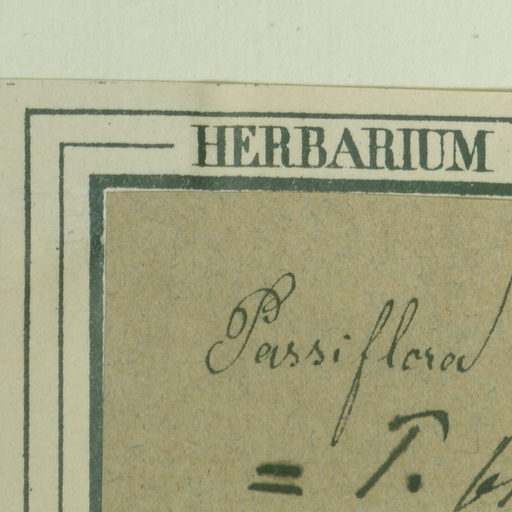 HERBARIUM
Passiflora
= P.